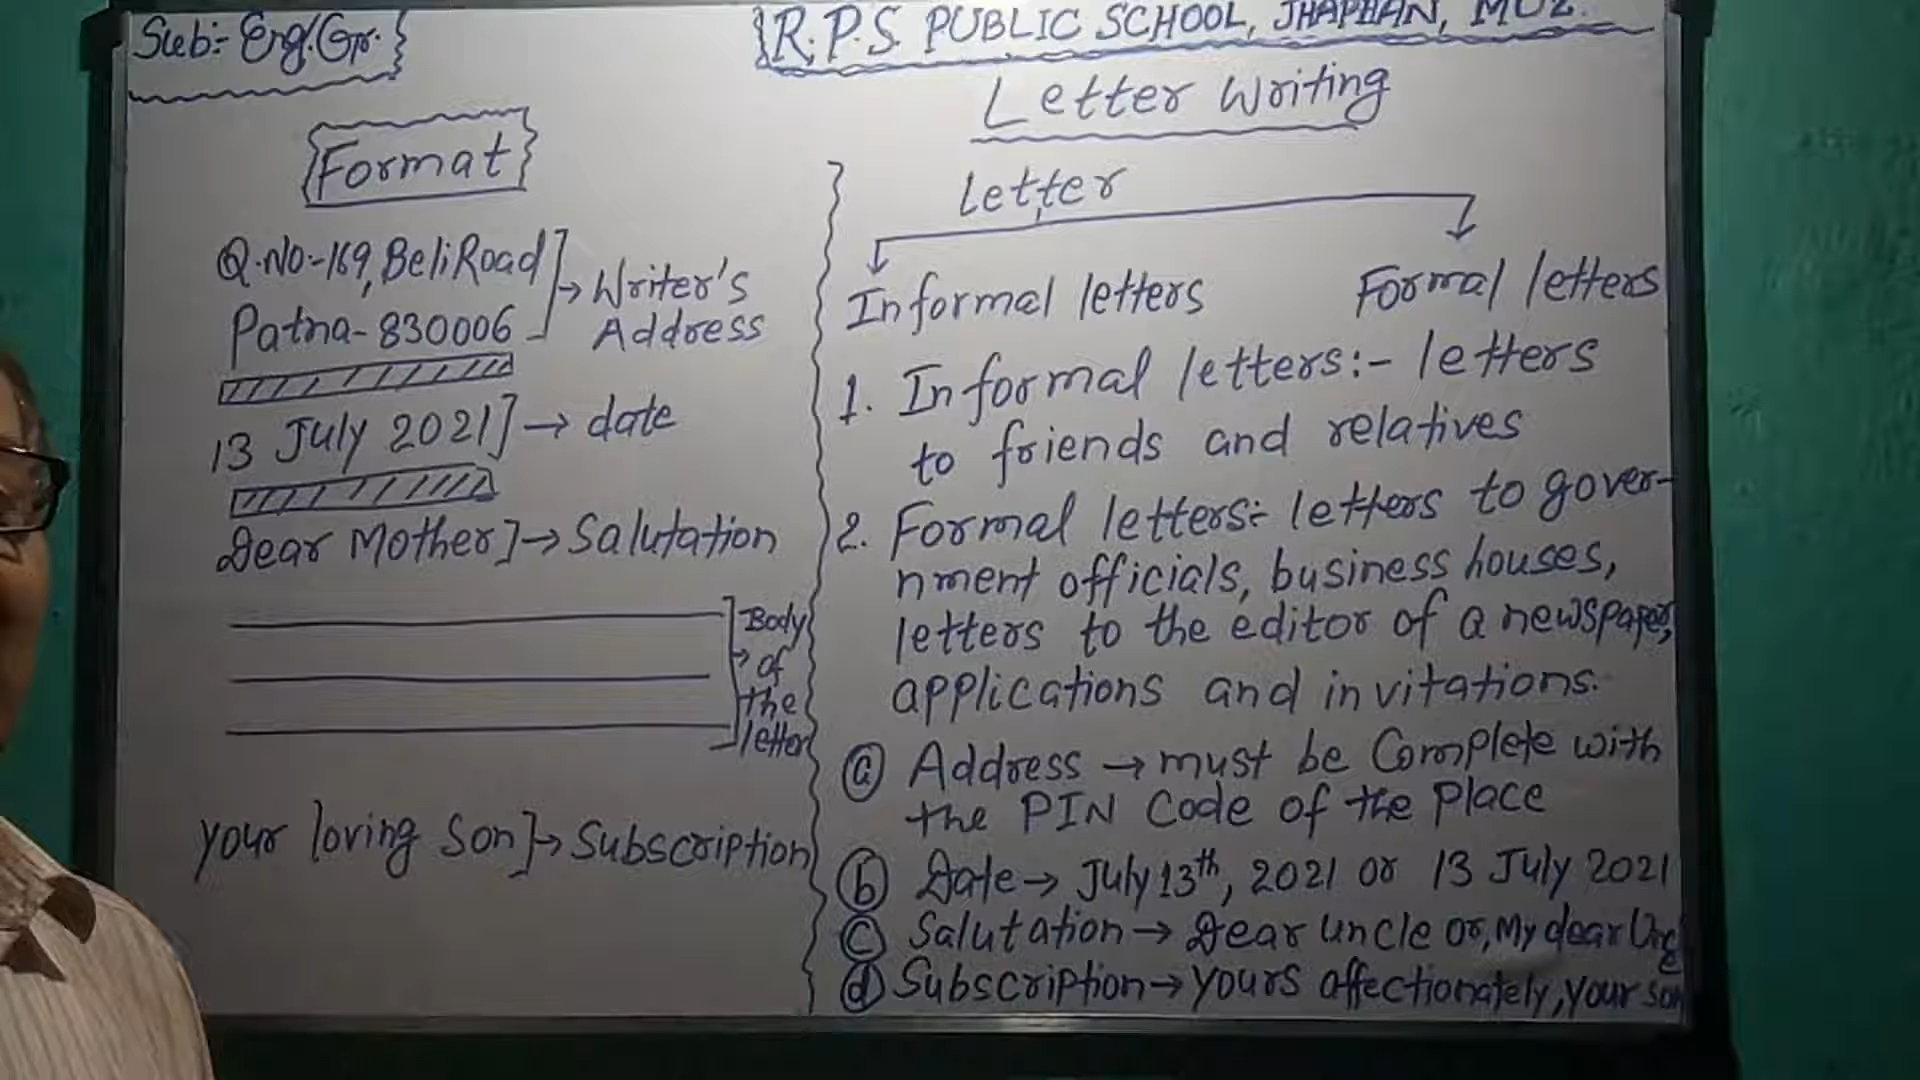 Sub:- Eng.Gr.
R.P.S. PUBLIC SCHOOL, JHAPHAN, MUZ.
Letter Writing
Format
Q.No-169, Beli Road
Patna-830006
→ Writer's
Address
13 July 2021] → date
Dear Mother] → Salutation
Body
of
the
letter
Your loving Son] → Subscription
Letter
Informal letters
Formal letters
1. Informal letters:- letters
to friends and relatives
2. Formal letters:- letters to gover-
nment officials, business houses,
letters to the editor of a newspaper,
applications and invitations.
(a) Address → must be Complete with
the PIN Code of the Place
(b) Date → July 13th, 2021 or 13 July 2021
(c) Salutation → Dear uncle or, My dear Uncle
(d) Subscription → Yours affectionately, Your son